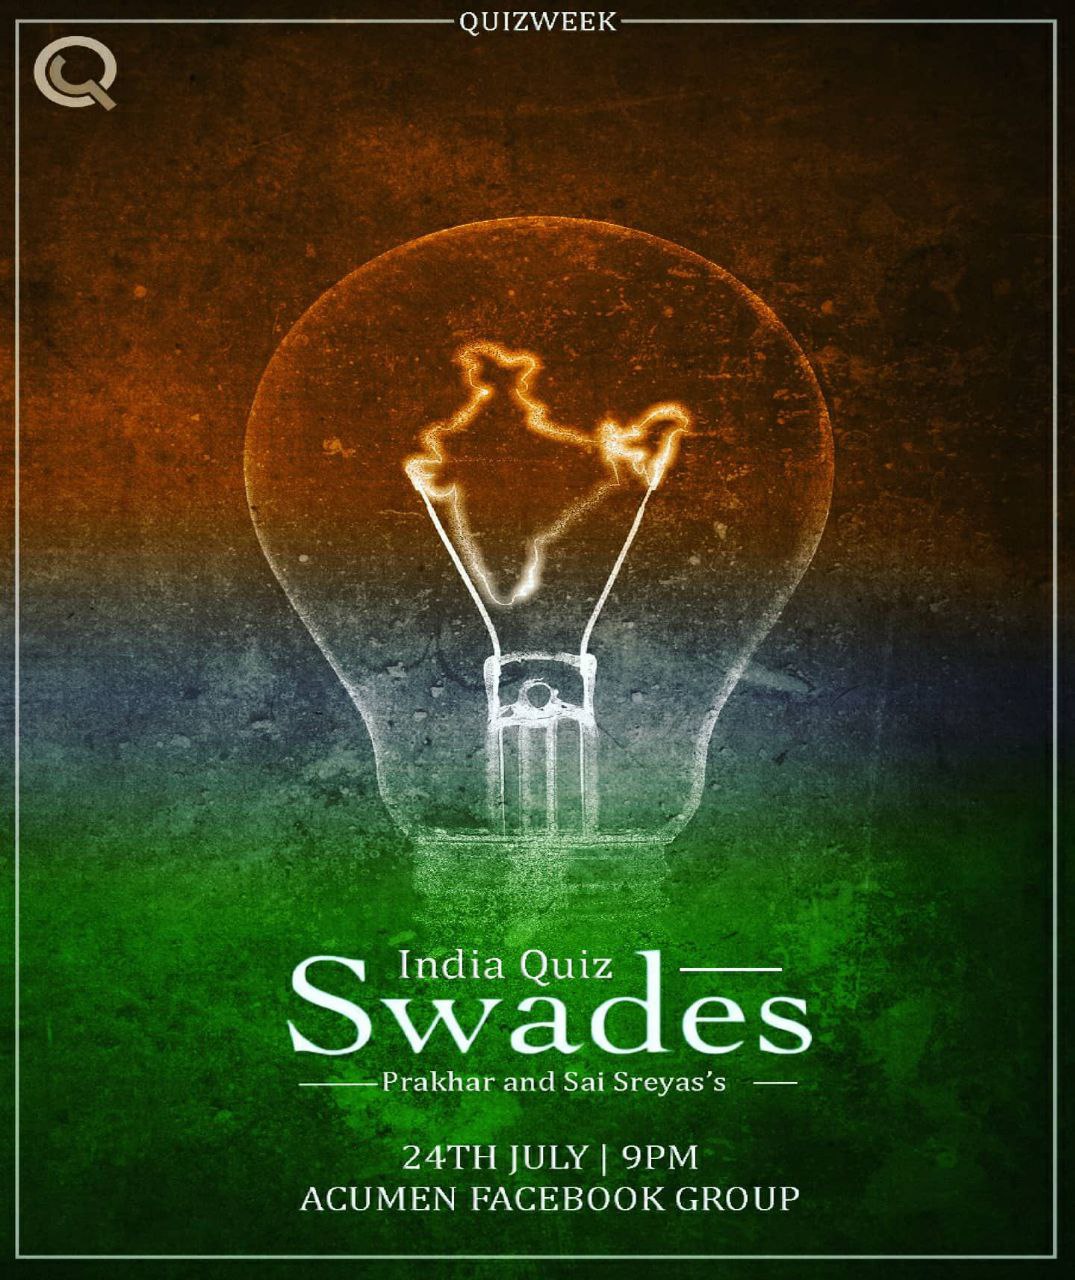 QUIZWEEK
India Quiz
Swades
Prakhar and Sai Sreyas's
24TH JULY | 9PM
ACUMEN FACEBOOK GROUP